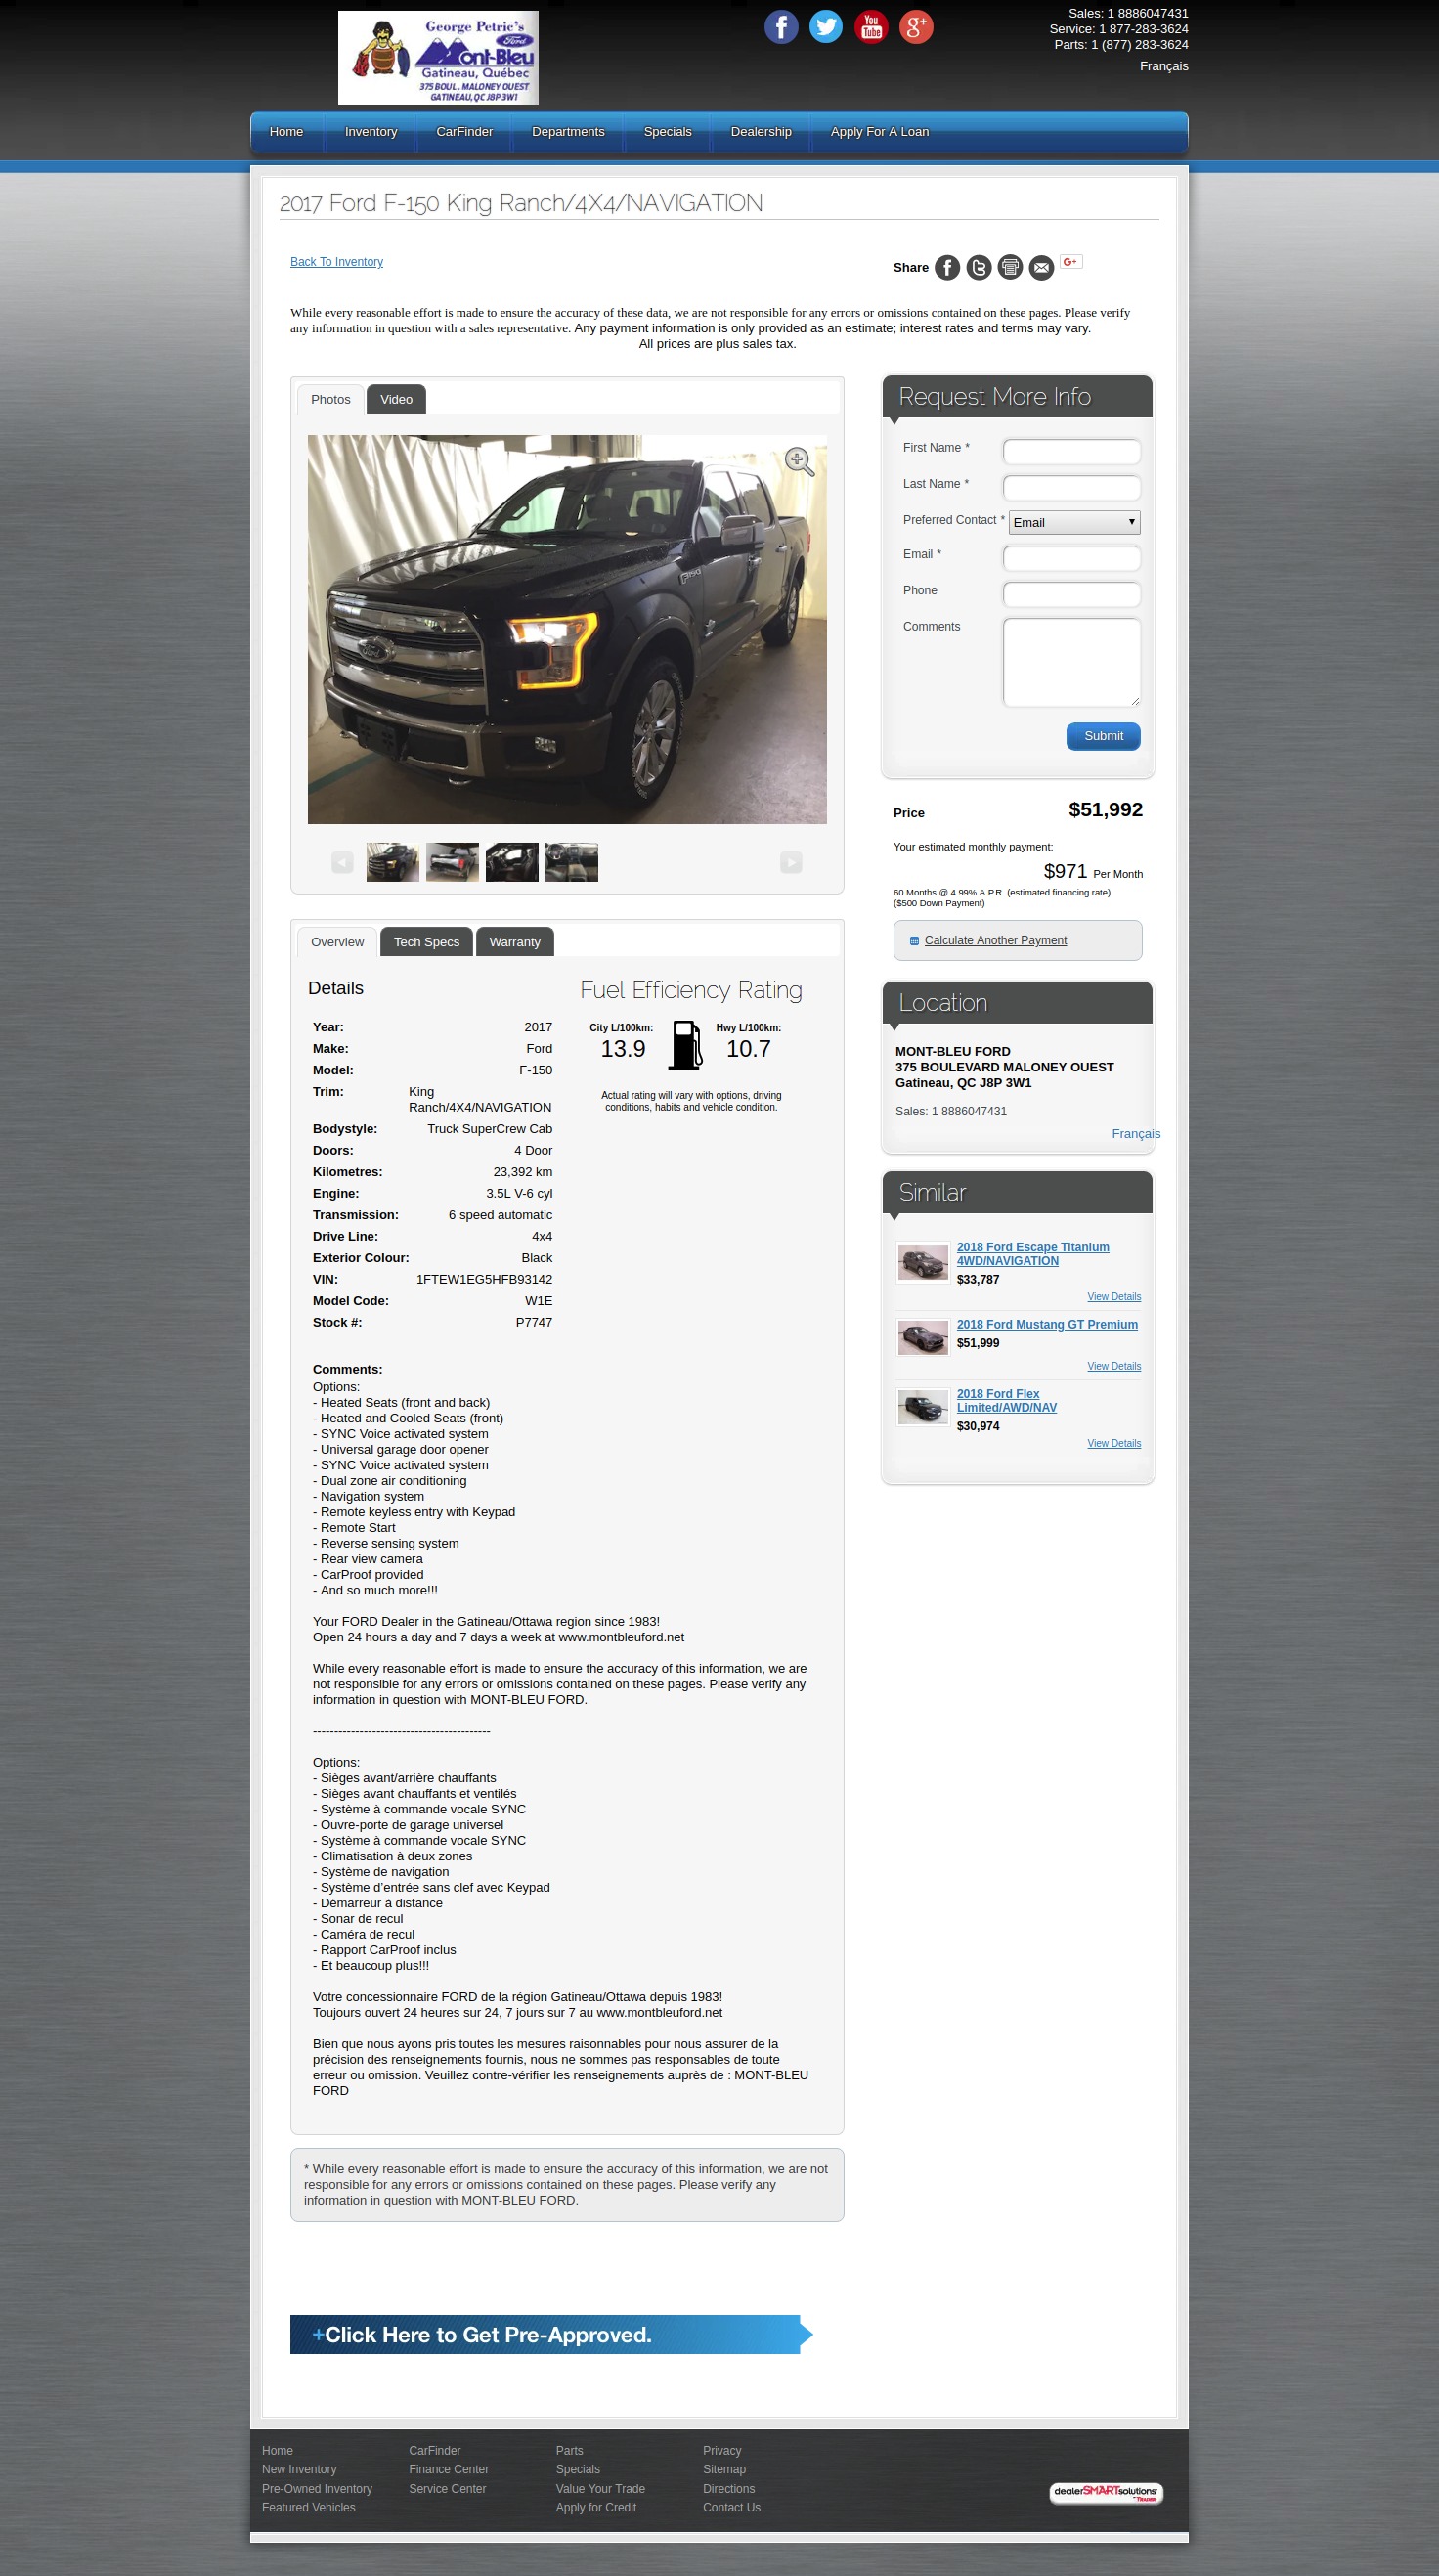 George Petric's
Ford
Mont-Bleu
Gatineau, Québec
375 BOUL. MALONEY OUEST
GATINEAU, QC J8P 3W1
You
Tube
Sales: 1 8886047431
Service: 1 877-283-3624
Parts: 1 (877) 283-3624
Français
Home
Inventory
CarFinder
Departments
Specials
Dealership
Apply For A Loan
2017 Ford F-150 King Ranch/4X4/NAVIGATION
Back To Inventory
Share
G+
While every reasonable effort is made to ensure the accuracy of these data, we are not responsible for any errors or omissions contained on these pages. Please verify
any information in question with a sales representative. Any payment information is only provided as an estimate; interest rates and terms may vary.
All prices are plus sales tax.
Photos
Video
Request More Info
First Name *
Last Name *
Preferred Contact *
Email
Email *
Phone
Comments
Submit
Price
$51,992
Your estimated monthly payment:
$971 Per Month
60 Months @ 4.99% A.P.R. (estimated financing rate)
($500 Down Payment)
Calculate Another Payment
Overview
Tech Specs
Warranty
Details
Year: 2017
Make: Ford
Model: F-150
Trim: King
Ranch/4X4/NAVIGATION
Bodystyle: Truck SuperCrew Cab
Doors: 4 Door
Kilometres: 23,392 km
Engine: 3.5L V-6 cyl
Transmission: 6 speed automatic
Drive Line: 4x4
Exterior Colour: Black
VIN: 1FTEW1EG5HFB93142
Model Code: W1E
Stock #: P7747
Fuel Efficiency Rating
City L/100km:
13.9
Hwy L/100km:
10.7
Actual rating will vary with options, driving
conditions, habits and vehicle condition.
Location
MONT-BLEU FORD
375 BOULEVARD MALONEY OUEST
Gatineau, QC J8P 3W1
Sales: 1 8886047431
Français
Similar
2018 Ford Escape Titanium
4WD/NAVIGATION
$33,787
View Details
2018 Ford Mustang GT Premium
$51,999
View Details
2018 Ford Flex
Limited/AWD/NAV
$30,974
View Details
Comments:
Options:
- Heated Seats (front and back)
- Heated and Cooled Seats (front)
- SYNC Voice activated system
- Universal garage door opener
- SYNC Voice activated system
- Dual zone air conditioning
- Navigation system
- Remote keyless entry with Keypad
- Remote Start
- Reverse sensing system
- Rear view camera
- CarProof provided
- And so much more!!!
Your FORD Dealer in the Gatineau/Ottawa region since 1983!
Open 24 hours a day and 7 days a week at www.montbleuford.net
While every reasonable effort is made to ensure the accuracy of this information, we are
not responsible for any errors or omissions contained on these pages. Please verify any
information in question with MONT-BLEU FORD.
------------------------------------------
Options:
- Sièges avant/arrière chauffants
- Sièges avant chauffants et ventilés
- Système à commande vocale SYNC
- Ouvre-porte de garage universel
- Système à commande vocale SYNC
- Climatisation à deux zones
- Système de navigation
- Système d’entrée sans clef avec Keypad
- Démarreur à distance
- Sonar de recul
- Caméra de recul
- Rapport CarProof inclus
- Et beaucoup plus!!!
Votre concessionnaire FORD de la région Gatineau/Ottawa depuis 1983!
Toujours ouvert 24 heures sur 24, 7 jours sur 7 au www.montbleuford.net
Bien que nous ayons pris toutes les mesures raisonnables pour nous assurer de la
précision des renseignements fournis, nous ne sommes pas responsables de toute
erreur ou omission. Veuillez contre-vérifier les renseignements auprès de : MONT-BLEU
FORD
* While every reasonable effort is made to ensure the accuracy of this information, we are not
responsible for any errors or omissions contained on these pages. Please verify any
information in question with MONT-BLEU FORD.
+Click Here to Get Pre-Approved.
Home
New Inventory
Pre-Owned Inventory
Featured Vehicles
CarFinder
Finance Center
Service Center
Parts
Specials
Value Your Trade
Apply for Credit
Privacy
Sitemap
Directions
Contact Us
dealerSMARTsolutions